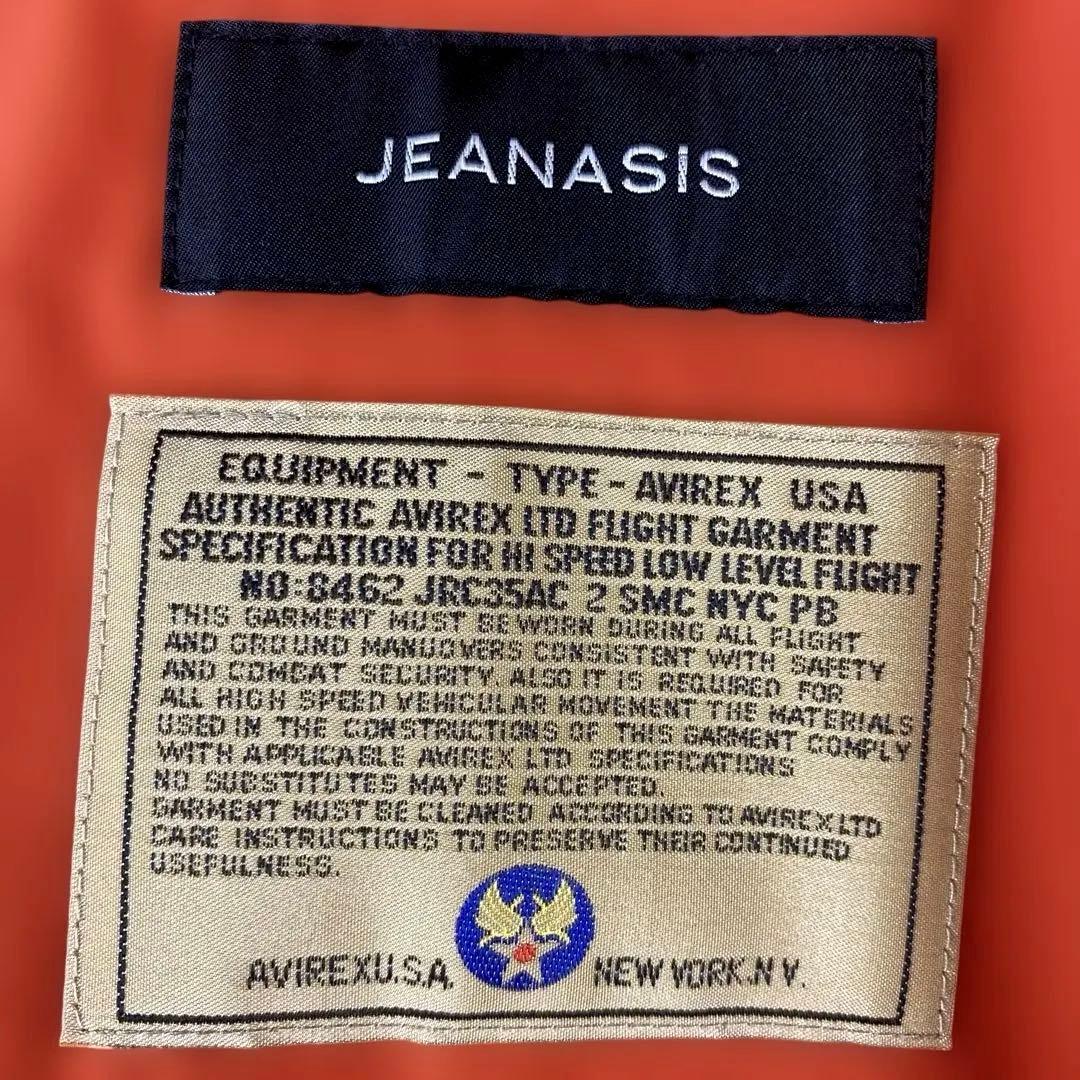 JEANASIS
EQUIPMENT - TYPE - AVIREX USA
AUTHENTIC AVIREX LTD FLIGHT GARMENT
SPECIFICATION FOR HI SPEED LOW LEVEL FLIGHT
NO:8462 JRC35AC 2 SMC NYC PB
THIS GARMENT MUST BE WORN DURING ALL FLIGHT
AND GROUND MANUOVERS CONSISTENT WITH SAFETY
AND COMBAT SECURITY. ALSO IT IS REQUIRED FOR
ALL HIGH SPEED VEHICULAR MOVEMENT THE MATERIALS
USED IN THE CONSTRUCTIONS OF THIS GARMENT COMPLY
WITH APPLICABLE AVIREX LTD SPECIFICATIONS
NO SUBSTITUTES MAY BE ACCEPTED.
GARMENT MUST BE CLEANED ACCORDING TO AVIREX LTD
CARE INSTRUCTIONS TO PRESERVE THEIR CONTINUED
USEFULNESS.
AVIREX U.S.A. NEW YORK.N Y.